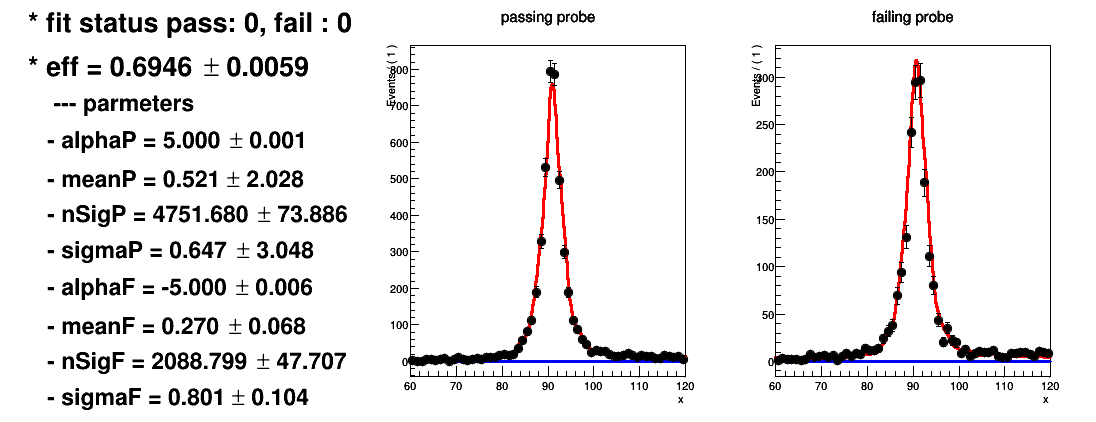 * fit status pass: 0, fail : 0
* eff = 0.6946 ± 0.0059
--- parmeters
- alphaP = 5.000 ± 0.001
- meanP = 0.521 ± 2.028
- nSigP = 4751.680 ± 73.886
- sigmaP = 0.647 ± 3.048
- alphaF = -5.000 ± 0.006
- meanF = 0.270 ± 0.068
- nSigF = 2088.799 ± 47.707
- sigmaF = 0.801 ± 0.104
passing probe
Events / ( 1 )
800
700
600
500
400
300
200
100
0
60 70 80 90 100 110 120
x
failing probe
Events / ( 1 )
300
250
200
150
100
50
0
60 70 80 90 100 110 120
x